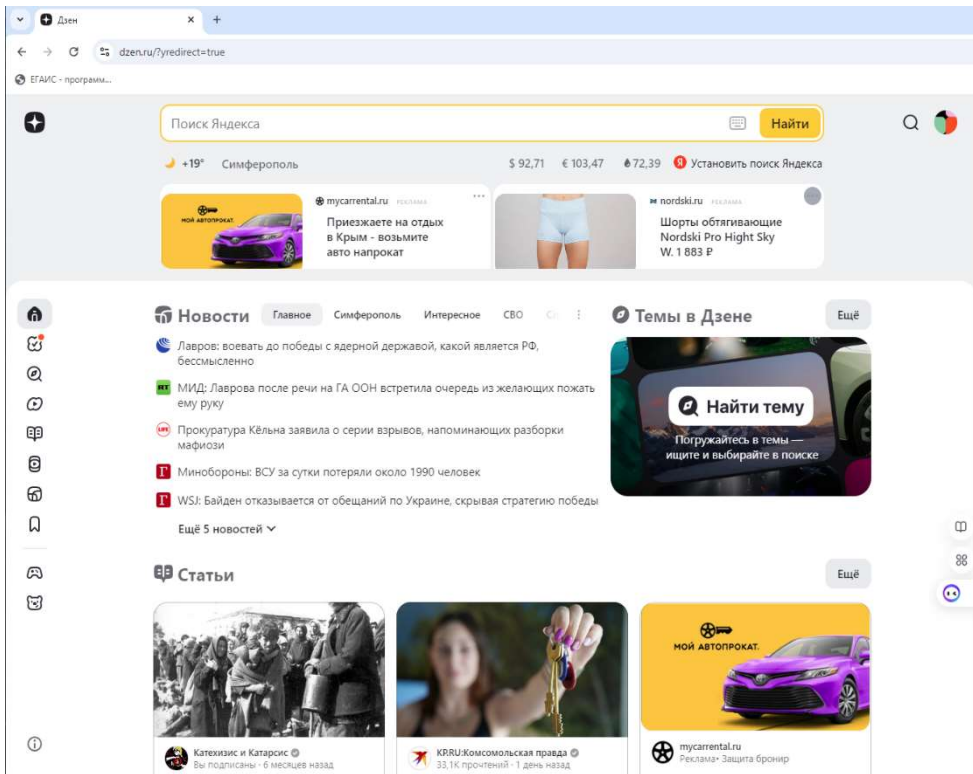 Дзен
dzen.ru/?yredirect=true
ЕГАИС - программ...
Поиск Яндекса
Найти
+19° Симферополь
$ 92,71 € 103,47 72,39 Я Установить поиск Яндекса
МОЙ АВТОПРОКАТ.
mycarrental.ru РЕКЛАМА
Приезжаете на отдых
в Крым - возьмите
авто напрокат
nordski.ru РЕКЛАМА
Шорты обтягивающие
Nordski Pro Hight Sky
W. 1 883 ₽
Новости Главное Симферополь Интересное СВО
Лавров: воевать до победы с ядерной державой, какой является РФ,
бессмысленно
RT МИД: Лаврова после речи на ГА ООН встретила очередь из желающих пожать
ему руку
LIFE Прокуратура Кёльна заявила о серии взрывов, напоминающих разборки
мафиози
Г Минобороны: ВСУ за сутки потеряли около 1990 человек
Г WSJ: Байден отказывается от обещаний по Украине, скрывая стратегию победы
Ещё 5 новостей
Темы в Дзене Ещё
Найти тему
Погружайтесь в темы —
ищите и выбирайте в поиске
Статьи Ещё
Катехизис и Катарсис
Вы подписаны · 6 месяцев назад
KP.RU:Комсомольская правда
33,1K прочтений · 1 день назад
МОЙ АВТОПРОКАТ.
mycarrental.ru
Реклама• Защита бронир